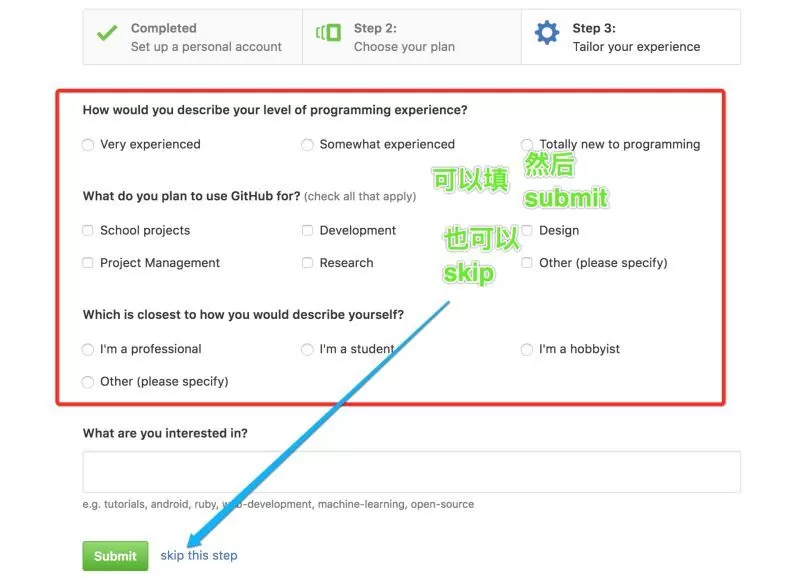 Completed
Set up a personal account
Step 2:
Choose your plan
Step 3:
Tailor your experience
How would you describe your level of programming experience?
Very experienced
Somewhat experienced
Totally new to programming
可以填
然后
submit
What do you plan to use GitHub for? (check all that apply)
School projects
Development
Design
也可以
skip
Project Management
Research
Other (please specify)
Which is closest to how you would describe yourself?
I'm a professional
I'm a student
I'm a hobbyist
Other (please specify)
What are you interested in?
e.g. tutorials, android, ruby, web-development, machine-learning, open-source
Submit
skip this step